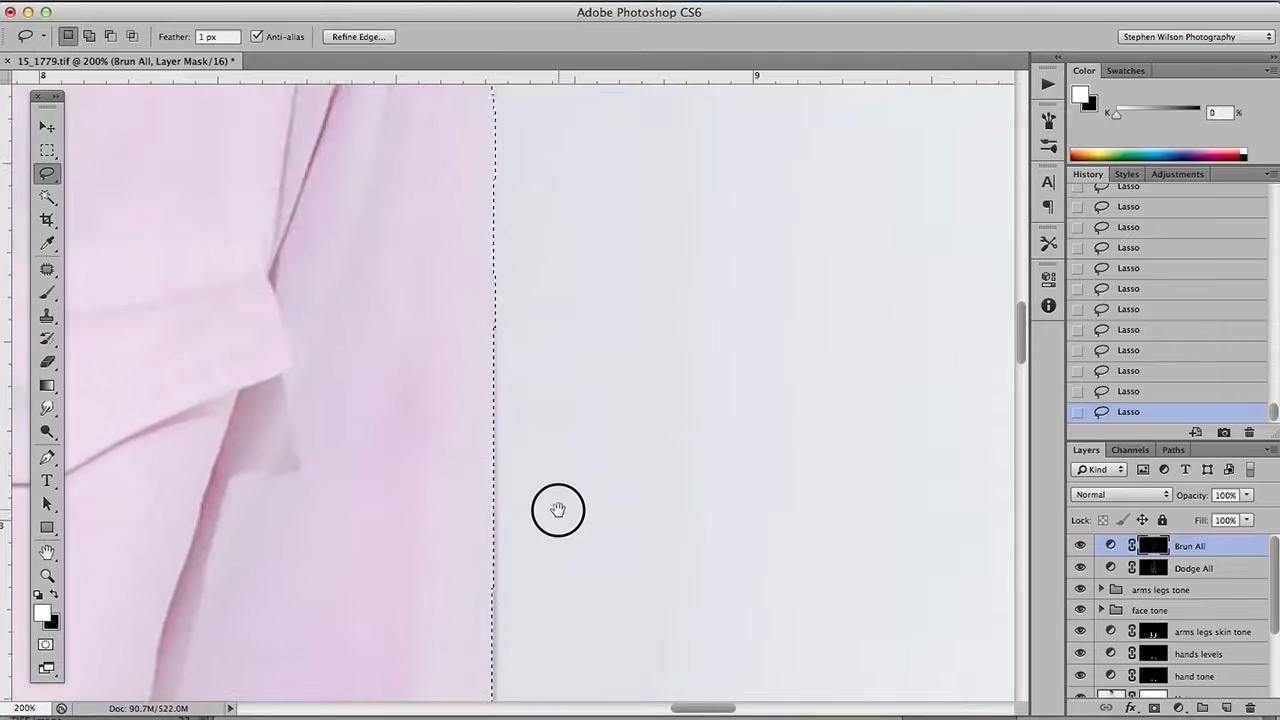 Adobe Photoshop CS6
Feather: 1 px Anti-alias Refine Edge... Stephen Wilson Photography
× 15_1779.tif @ 200% (Brun All, Layer Mask/16) *
8 9
Color Swatches
K 0 %
History Styles Adjustments
Lasso
Lasso
Lasso
Lasso
Lasso
Lasso
Lasso
Lasso
Lasso
Lasso
Lasso
Lasso
Layers Channels Paths
Kind
Normal Opacity: 100%
Lock: Fill: 100%
Brun All
Dodge All
arms legs tone
face tone
arms legs skin tone
hands levels
hand tone
200% Doc: 90.7M/522.0M